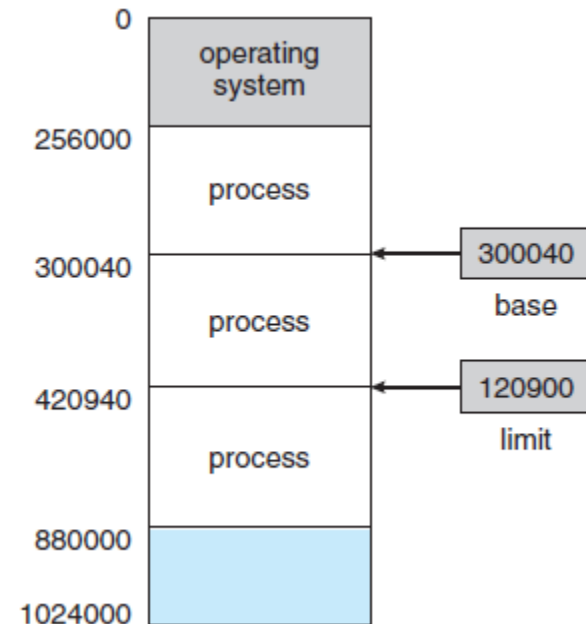 0
operating
system
256000
process
300040
base
300040
process
120900
limit
420940
process
880000
1024000